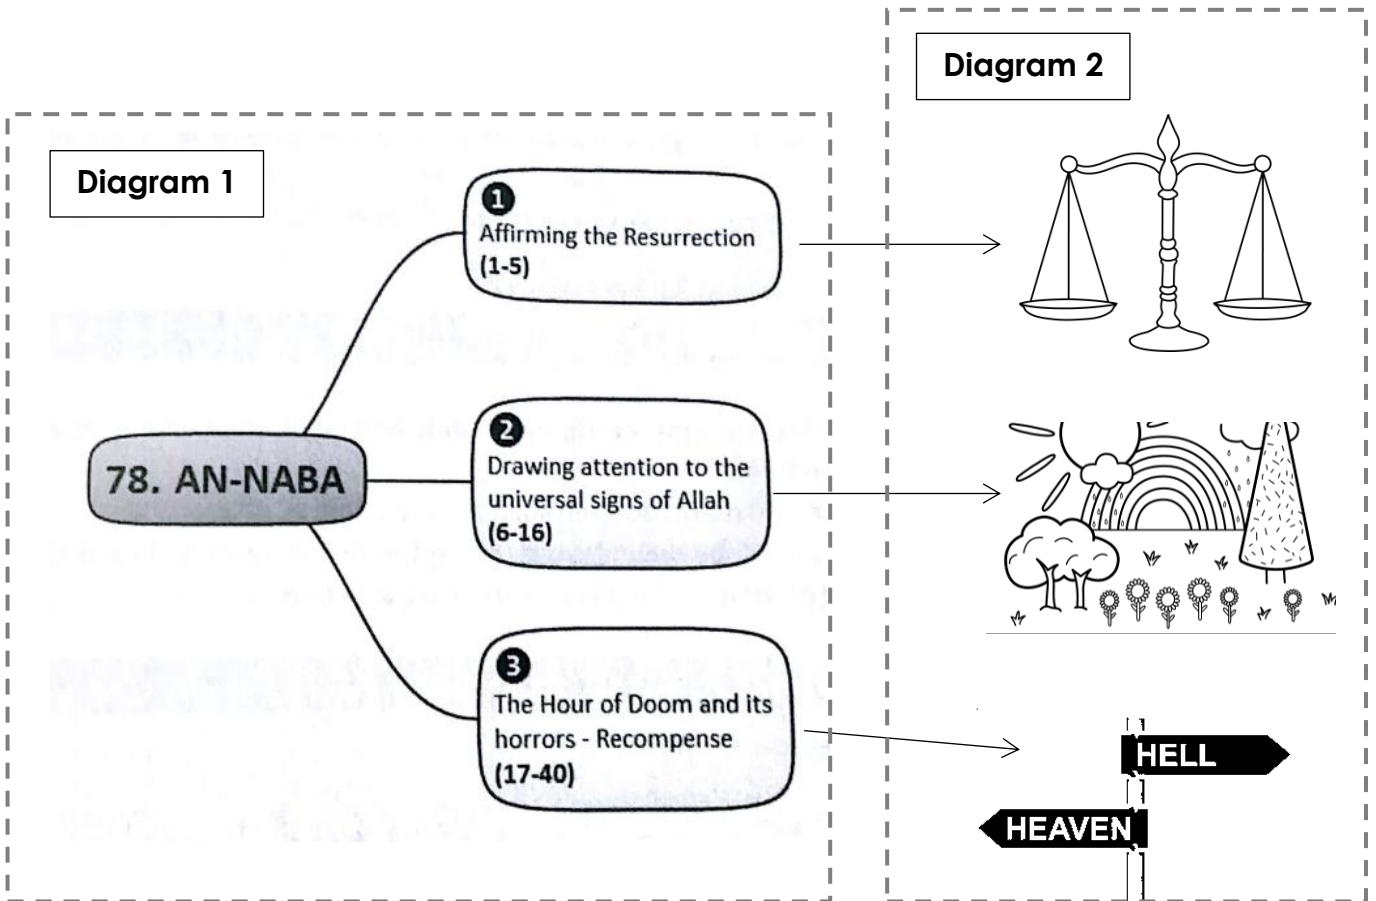 Diagram 2
Diagram 1
1
Affirming the Resurrection
(1-5)
78. AN-NABA
2
Drawing attention to the
universal signs of Allah
(6-16)
3
The Hour of Doom and its
horrors - Recompense
(17-40)
HELL
HEAVEN